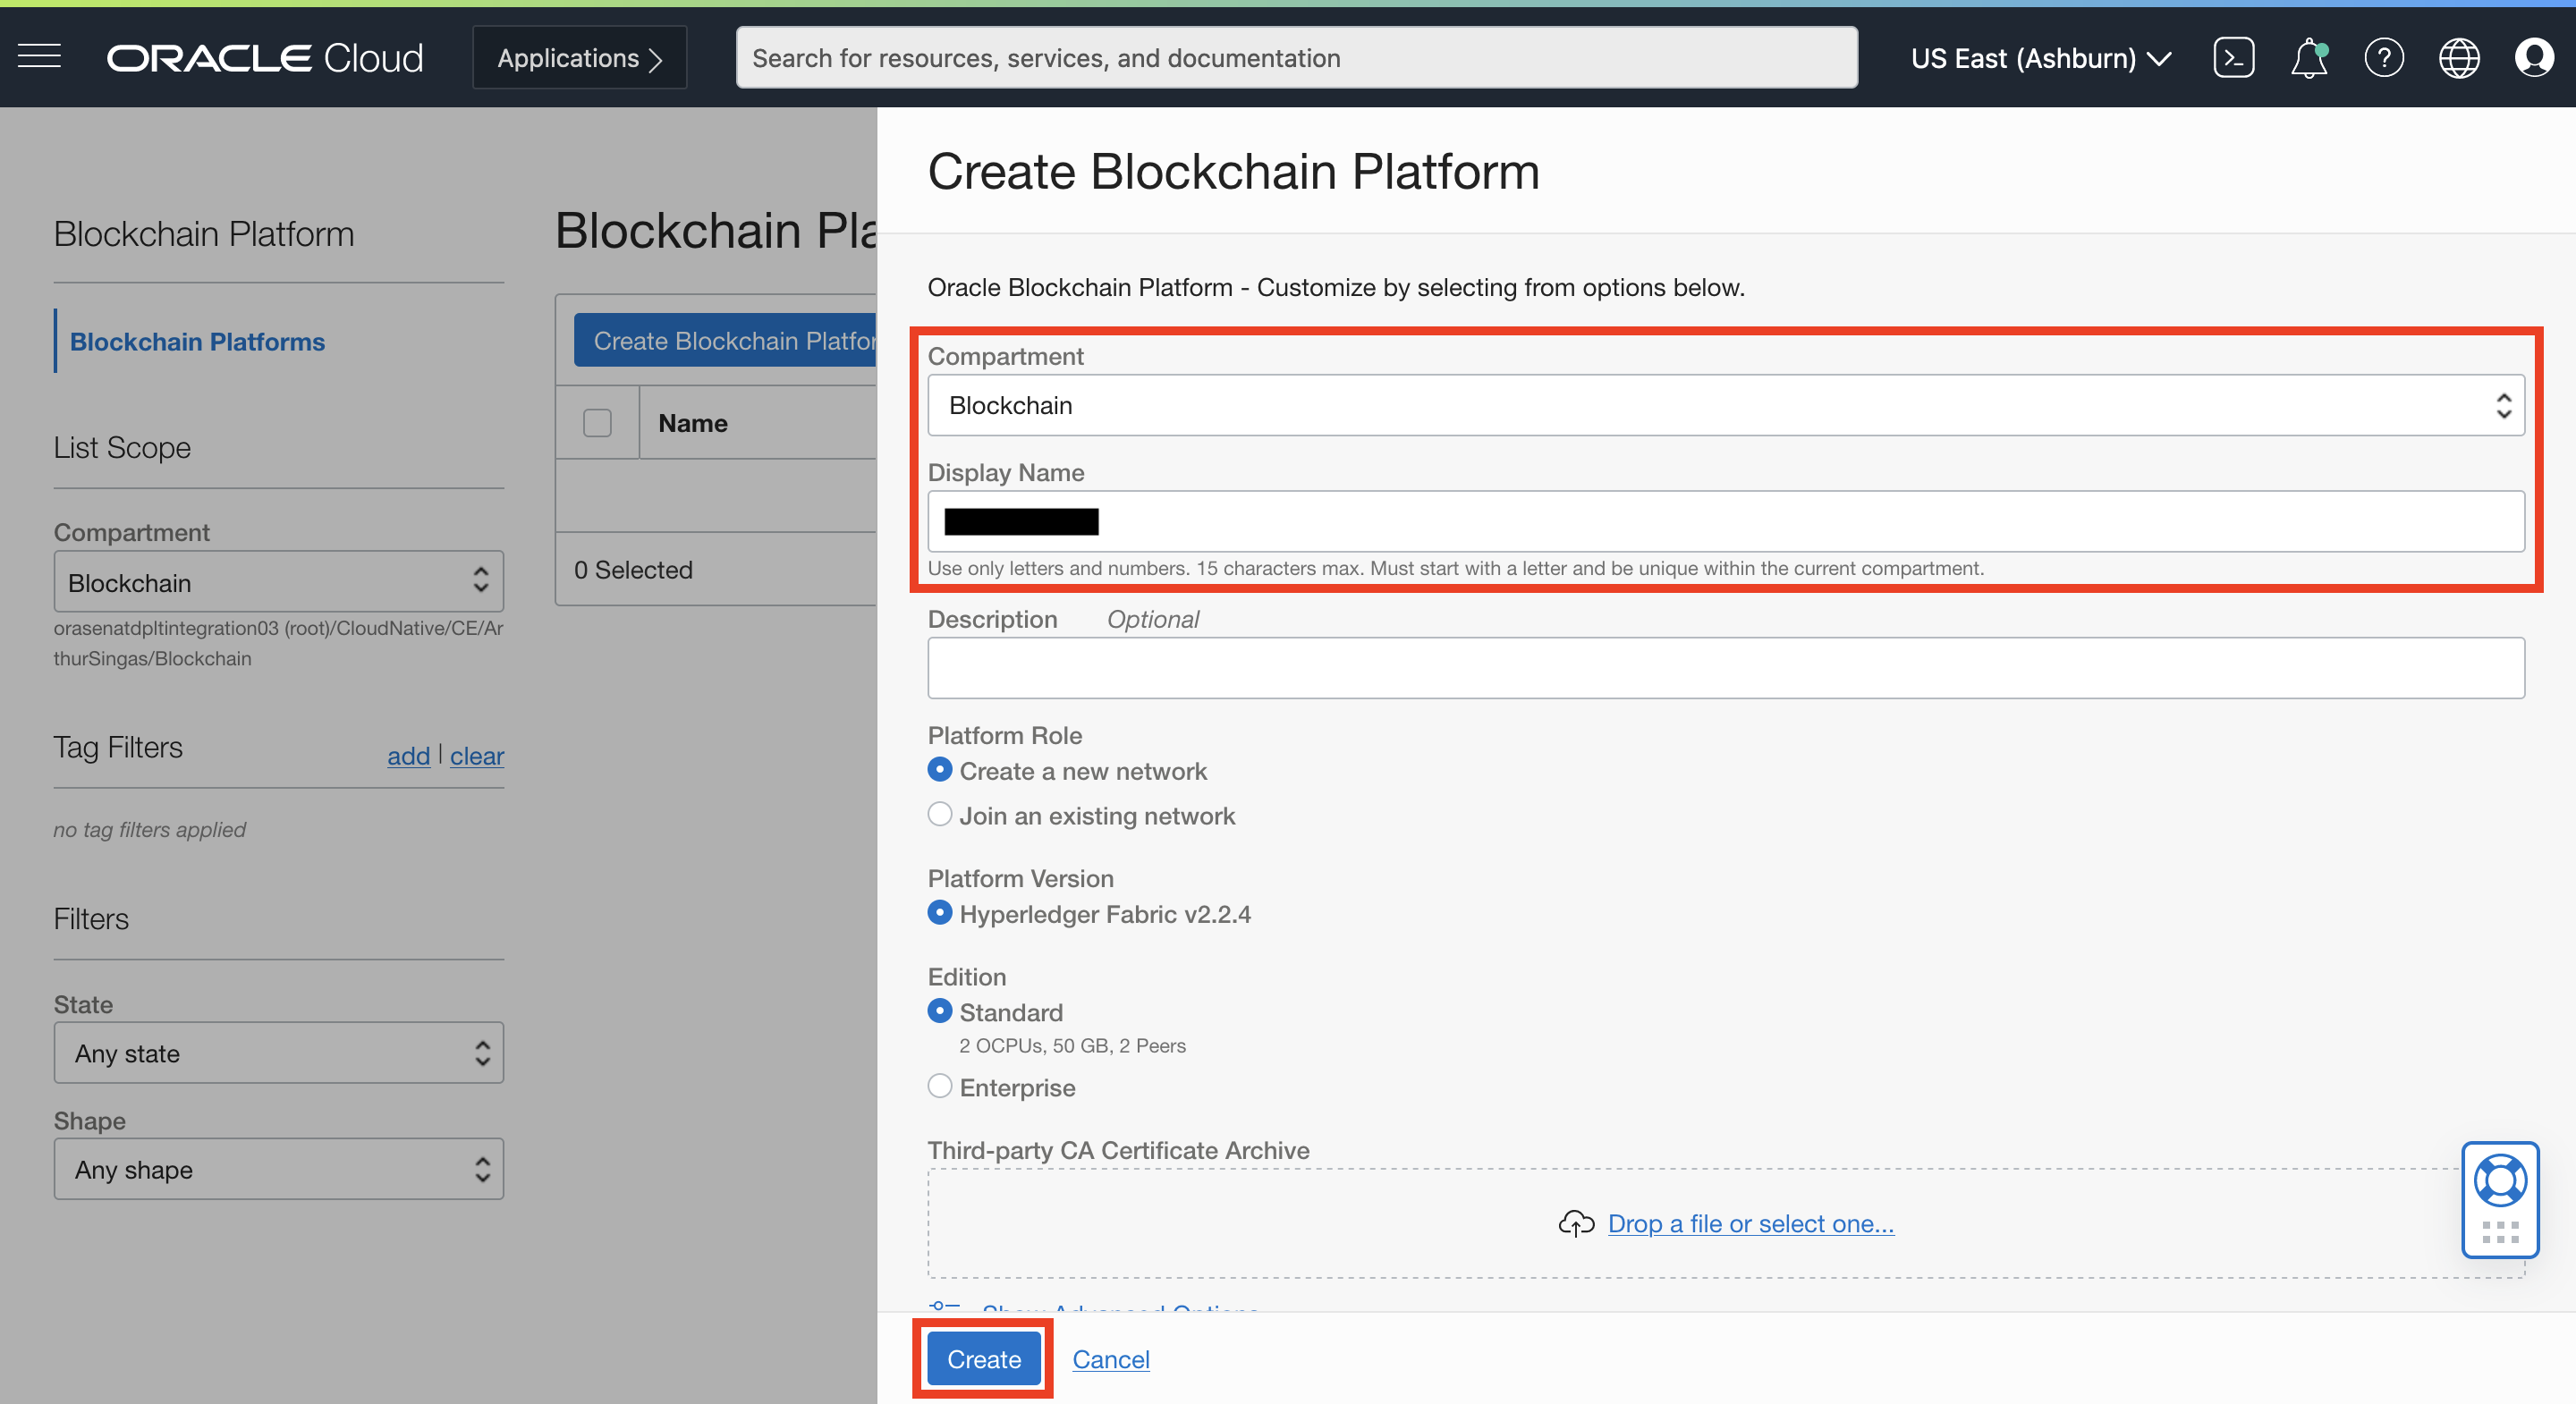 ORACLE Cloud
Applications
Search for resources, services, and documentation
US East (Ashburn)
Blockchain Platform
Blockchain Platforms
List Scope
Compartment
Blockchain
orasenatdpltintegration03 (root)/CloudNative/CE/Ar
thurSingas/Blockchain
Tag Filters
add | clear
no tag filters applied
Filters
State
Any state
Shape
Any shape
Blockchain Pla
Create Blockchain Platfor
Name
0 Selected
Create Blockchain Platform
Oracle Blockchain Platform - Customize by selecting from options below.
Compartment
Blockchain
Display Name
Use only letters and numbers. 15 characters max. Must start with a letter and be unique within the current compartment.
Description Optional
Platform Role
Create a new network
Join an existing network
Platform Version
Hyperledger Fabric v2.2.4
Edition
Standard
2 OCPUs, 50 GB, 2 Peers
Enterprise
Third-party CA Certificate Archive
Drop a file or select one...
Show Advanced Options
Create
Cancel